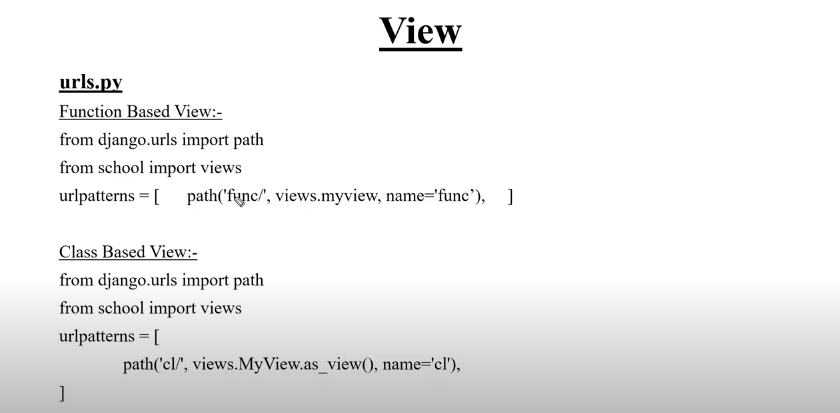 View
urls.py
Function Based View:-
from django.urls import path
from school import views
urlpatterns = [ path('func/', views.myview, name='func’), ]
Class Based View:-
from django.urls import path
from school import views
urlpatterns = [
path('cl/', views.MyView.as_view(), name='cl'),
]